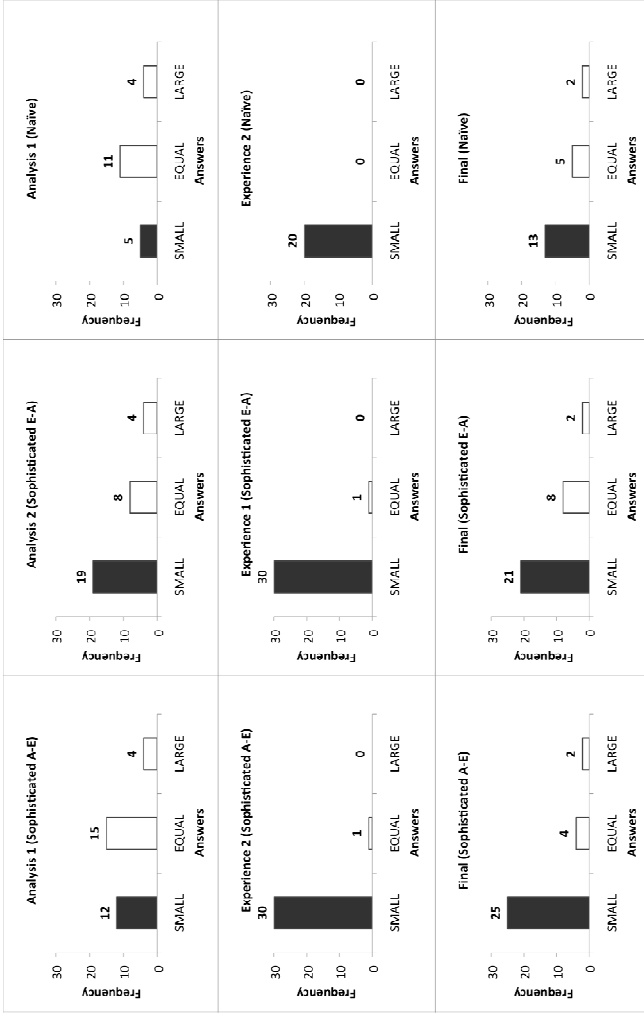 Analysis 1 (Sophisticated A-E)
30
20
10
0
Frequency
12
15
4
SMALL
EQUAL
LARGE
Answers
Analysis 2 (Sophisticated E-A)
30
20
10
0
Frequency
19
8
4
SMALL
EQUAL
LARGE
Answers
Analysis 1 (Naïve)
30
20
10
0
Frequency
5
11
4
SMALL
EQUAL
LARGE
Answers
Experience 2 (Sophisticated A-E)
30
20
10
0
Frequency
30
1
0
SMALL
EQUAL
LARGE
Answers
Experience 1 (Sophisticated E-A)
30
20
10
0
Frequency
30
1
0
SMALL
EQUAL
LARGE
Answers
Experience 2 (Naïve)
30
20
10
0
Frequency
20
0
0
SMALL
EQUAL
LARGE
Answers
Final (Sophisticated A-E)
30
20
10
0
Frequency
25
4
2
SMALL
EQUAL
LARGE
Answers
Final (Sophisticated E-A)
30
20
10
0
Frequency
21
8
2
SMALL
EQUAL
LARGE
Answers
Final (Naïve)
30
20
10
0
Frequency
13
5
2
SMALL
EQUAL
LARGE
Answers